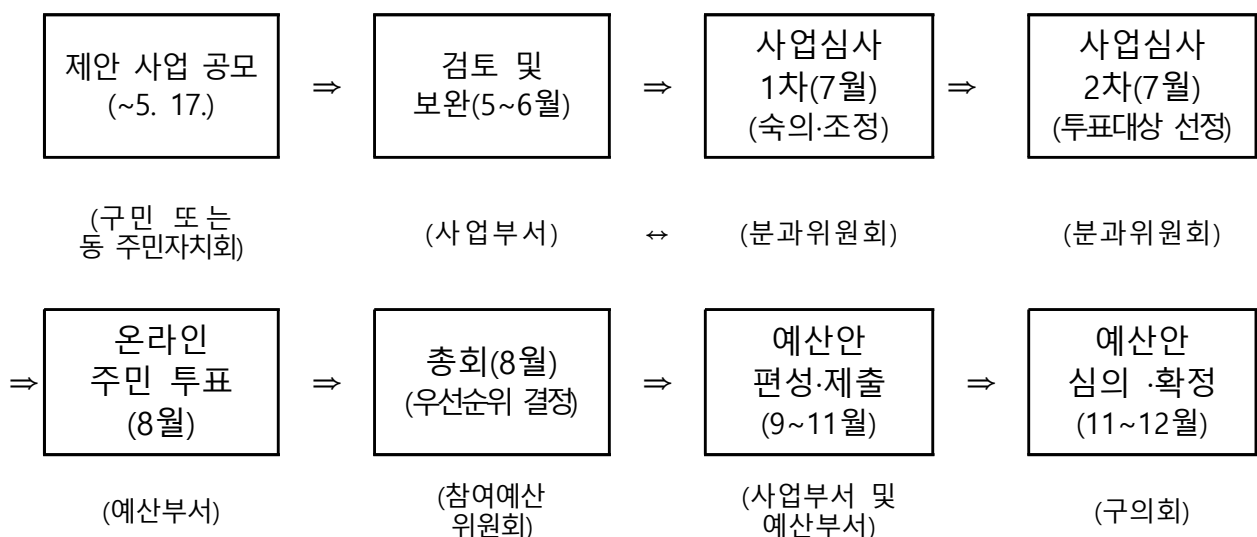 제안 사업 공모
(~5. 17.)
⇒
검토 및
보완(5~6월)
⇒
사업심사
1차(7월)
(숙의·조정)
⇒
사업심사
2차(7월)
(투표대상 선정)
(구민 또는
동 주민자치회)
(사업부서)
↔
(분과위원회)
(분과위원회)
⇒
온라인
주민 투표
(8월)
⇒
총회(8월)
(우선순위 결정)
⇒
예산안
편성·제출
(9~11월)
⇒
예산안
심의 ·확정
(11~12월)
(예산부서)
(참여예산
위원회)
(사업부서 및
예산부서)
(구의회)